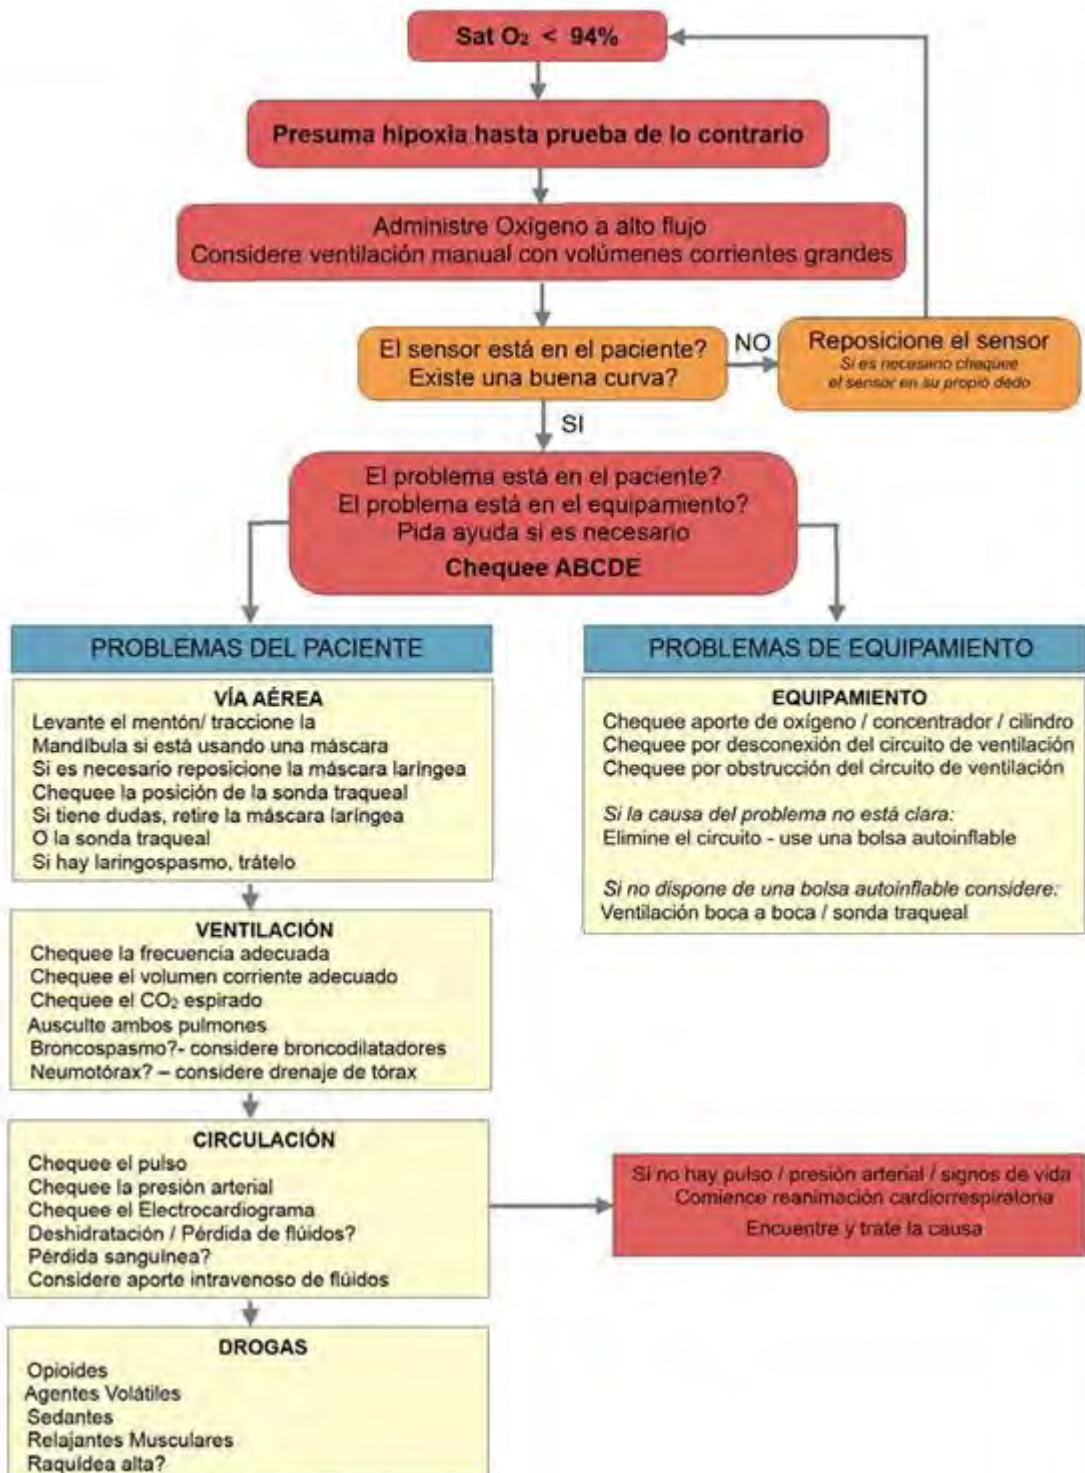 Sat O₂ < 94%
Presuma hipoxia hasta prueba de lo contrario
Administre Oxígeno a alto flujo
Considere ventilación manual con volúmenes corrientes grandes
El sensor está en el paciente?
Existe una buena curva?
NO
Reposicione el sensor
Si es necesario chequee
el sensor en su propio dedo
SI
El problema está en el paciente?
El problema está en el equipamiento?
Pida ayuda si es necesario
Chequee ABCDE
PROBLEMAS DEL PACIENTE
VÍA AÉREA
Levante el mentón/ traccione la
Mandíbula si está usando una máscara
Si es necesario reposicione la máscara laríngea
Chequee la posición de la sonda traqueal
Si tiene dudas, retire la máscara laríngea
O la sonda traqueal
Si hay laringospasmo, trátelo
VENTILACIÓN
Chequee la frecuencia adecuada
Chequee el volumen corriente adecuado
Chequee el CO₂ espirado
Ausculte ambos pulmones
Broncospasmo?- considere broncodilatadores
Neumotórax? – considere drenaje de tórax
CIRCULACIÓN
Chequee el pulso
Chequee la presión arterial
Chequee el Electrocardiograma
Deshidratación / Pérdida de flúidos?
Pérdida sanguínea?
Considere aporte intravenoso de flúidos
DROGAS
Opioides
Agentes Volátiles
Sedantes
Relajantes Musculares
Raquídea alta?
PROBLEMAS DE EQUIPAMIENTO
EQUIPAMIENTO
Chequee aporte de oxígeno / concentrador / cilindro
Chequee por desconexión del circuito de ventilación
Chequee por obstrucción del circuito de ventilación
Si la causa del problema no está clara:
Elimine el circuito - use una bolsa autoinflable
Si no dispone de una bolsa autoinflable considere:
Ventilación boca a boca / sonda traqueal
Si no hay pulso / presión arterial / signos de vida
Comience reanimación cardiorrespiratoria
Encuentre y trate la causa